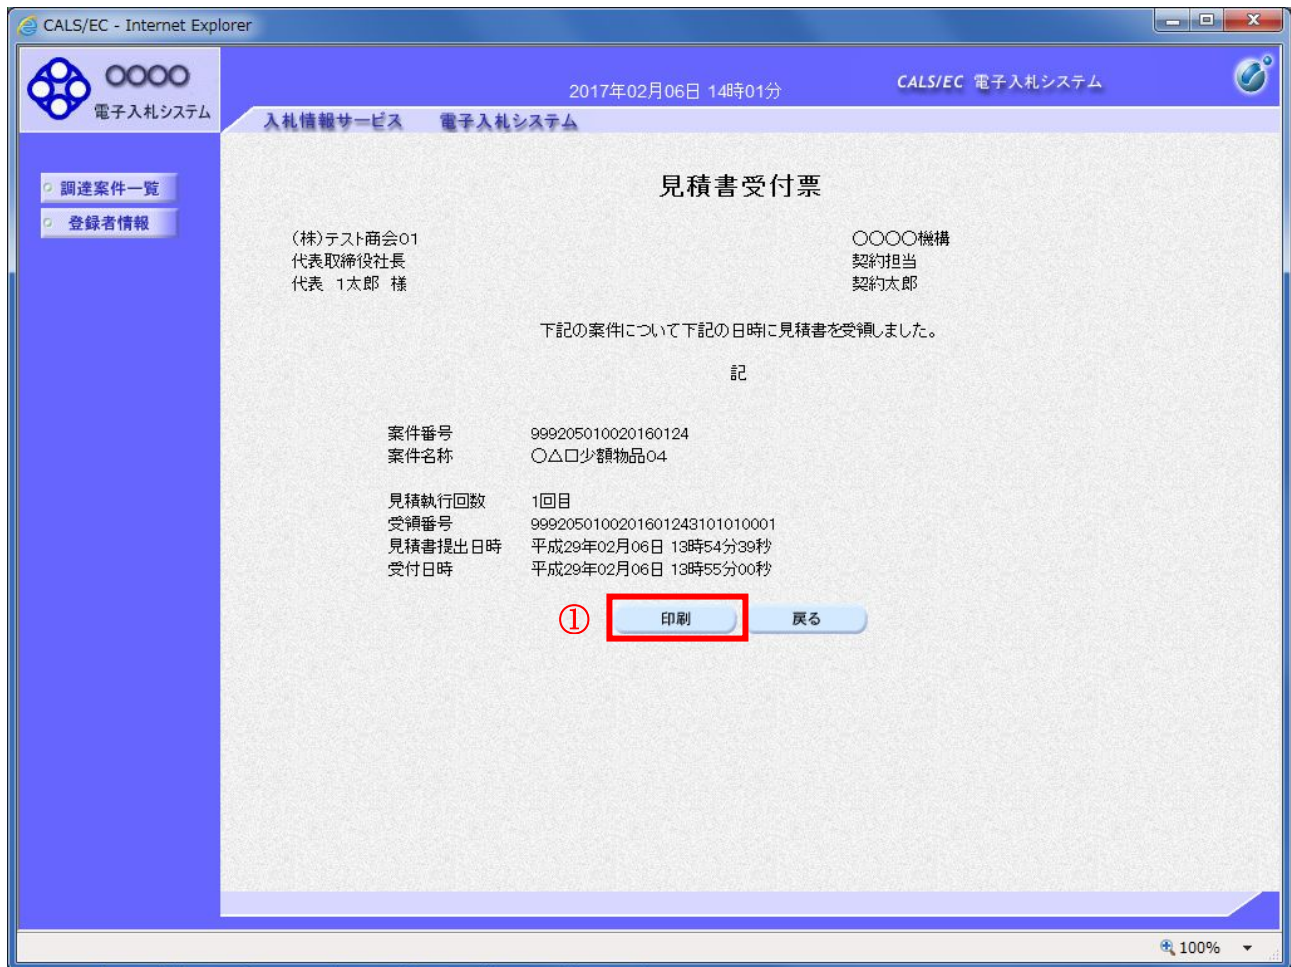 CALS/EC - Internet Explorer
○○○○
電子入札システム
2017年02月06日 14時01分
CALS/EC 電子入札システム
入札情報サービス 電子入札システム
調達案件一覧
登録者情報
見積書受付票
(株)テスト商会01
代表取締役社長
代表 1太郎 様
○○○○機構
契約担当
契約太郎
下記の案件について下記の日時に見積書を受領しました。
記
案件番号 999205010020160124
案件名称 ○△□少額物品04
見積執行回数 1回目
受領番号 9992050100201601243101010001
見積書提出日時 平成29年02月06日 13時54分39秒
受付日時 平成29年02月06日 13時55分00秒
① 印刷 戻る
100%